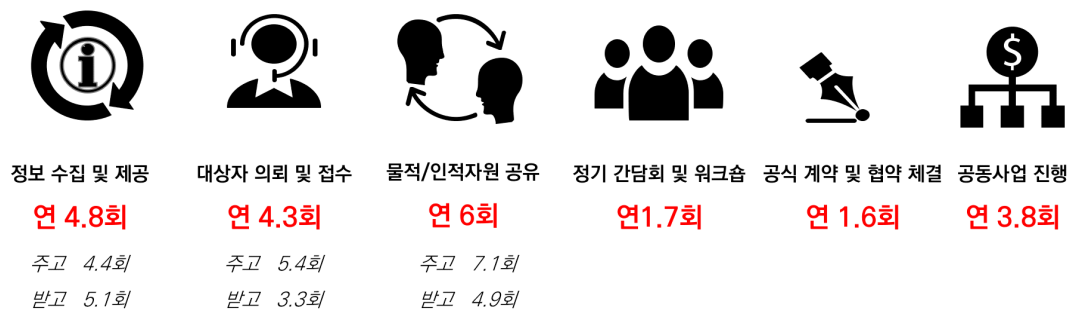 정보 수집 및 제공
연 4.8회
주고 4.4회
받고 5.1회
대상자 의뢰 및 접수
연 4.3회
주고 5.4회
받고 3.3회
물적/인적자원 공유
연 6회
주고 7.1회
받고 4.9회
정기 간담회 및 워크숍
연1.7회
공식 계약 및 협약 체결
연 1.6회
$
공동사업 진행
연 3.8회